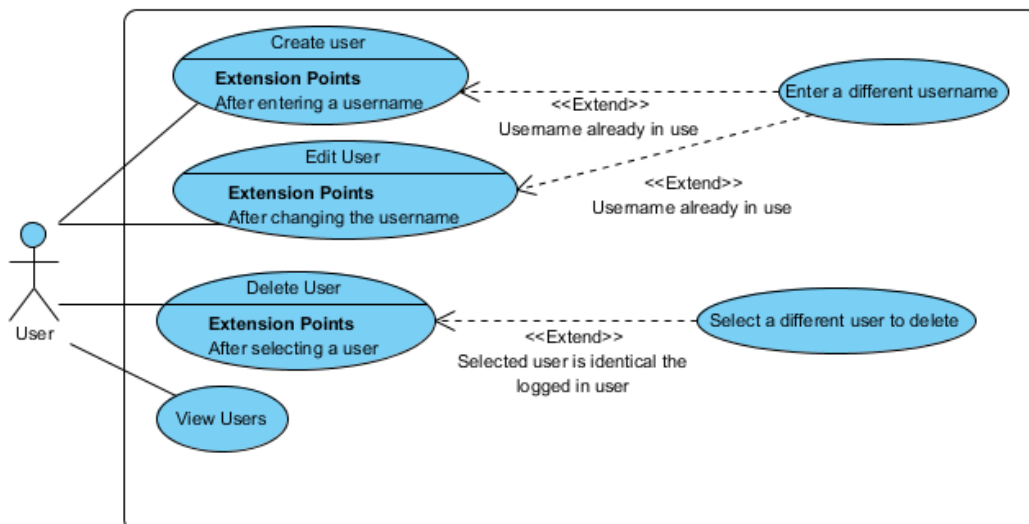 Create user
Extension Points
After entering a username
<<Extend>>
Username already in use
Enter a different username
Edit User
Extension Points
After changing the username
<<Extend>>
Username already in use
User
Delete User
Extension Points
After selecting a user
<<Extend>>
Selected user is identical the
logged in user
Select a different user to delete
View Users